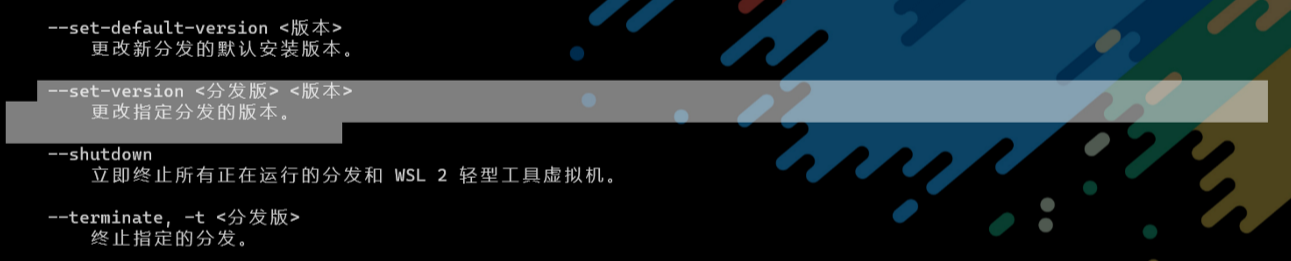 --set-default-version <版本>
更改新分发的默认安装版本。
--set-version <分发版> <版本>
更改指定分发的版本。
--shutdown
立即终止所有正在运行的分发和 WSL 2 轻型工具虚拟机。
--terminate, -t <分发版>
终止指定的分发。